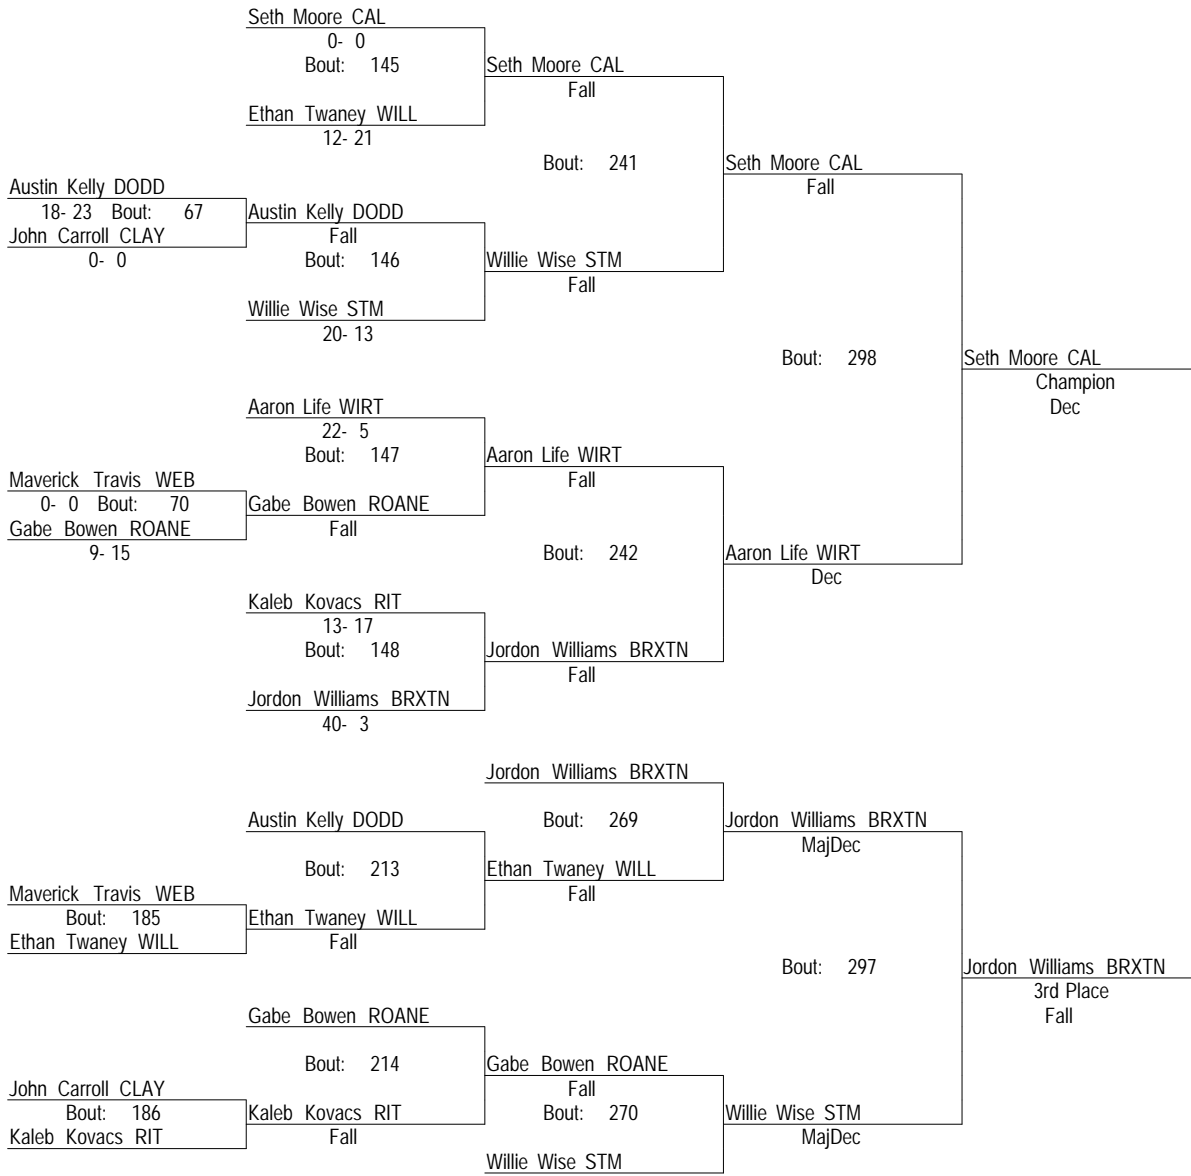 Seth Moore CAL
0- 0
Bout: 145
Seth Moore CAL
Fall
Ethan Twaney WILL
12- 21
Bout: 241
Seth Moore CAL
Fall
Austin Kelly DODD
18- 23 Bout: 67
Austin Kelly DODD
Fall
John Carroll CLAY
0- 0
Bout: 146
Willie Wise STM
Fall
Willie Wise STM
20- 13
Bout: 298
Seth Moore CAL
Champion
Dec
Aaron Life WIRT
22- 5
Bout: 147
Aaron Life WIRT
Fall
Maverick Travis WEB
0- 0 Bout: 70
Gabe Bowen ROANE
Fall
Gabe Bowen ROANE
9- 15
Bout: 242
Aaron Life WIRT
Dec
Kaleb Kovacs RIT
13- 17
Bout: 148
Jordon Williams BRXTN
Fall
Jordon Williams BRXTN
40- 3
Jordon Williams BRXTN
Austin Kelly DODD
Bout: 269
Jordon Williams BRXTN
MajDec
Bout: 213
Ethan Twaney WILL
Fall
Maverick Travis WEB
Bout: 185
Ethan Twaney WILL
Fall
Ethan Twaney WILL
Bout: 297
Jordon Williams BRXTN
3rd Place
Fall
Gabe Bowen ROANE
Bout: 214
Gabe Bowen ROANE
Fall
John Carroll CLAY
Bout: 186
Kaleb Kovacs RIT
Fall
Kaleb Kovacs RIT
Bout: 270
Willie Wise STM
MajDec
Willie Wise STM